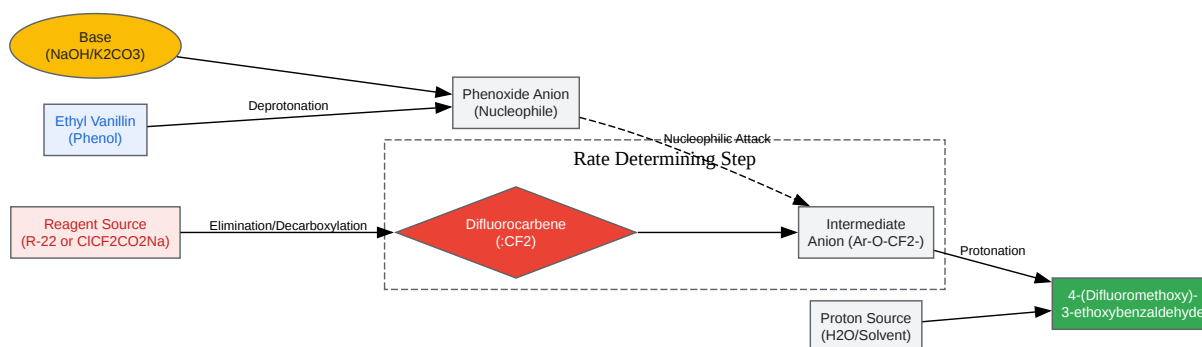 Base
(NaOH/K2CO3)
Ethyl Vanillin
(Phenol)
Deprotonation
Phenoxide Anion
(Nucleophile)
Nucleophilic Attack
Rate Determining Step
Reagent Source
(R-22 or ClCF2CO2Na)
Elimination/Decarboxylation
Difluorocarbene
(:CF2)
Intermediate
Anion (Ar-O-CF2-)
Protonation
Proton Source
(H2O/Solvent)
4-(Difluoromethoxy)-
3-ethoxybenzaldehyde